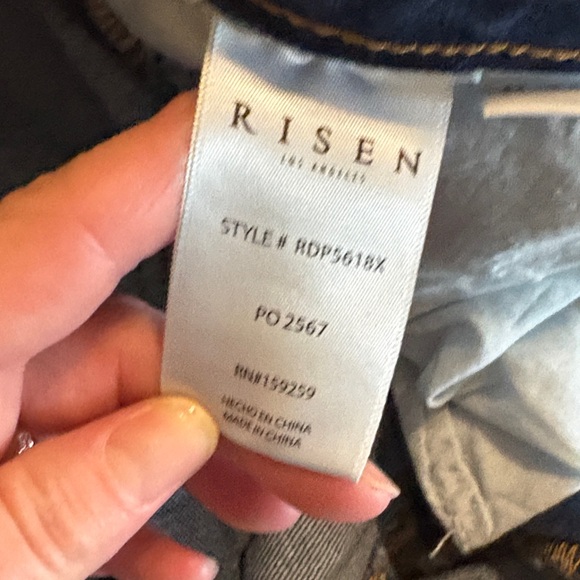 RISEN
LOS ANGELES
STYLE # RDP5618X
PO 2567
RN#159259
HECHO EN CHINA
MADE IN CHINA